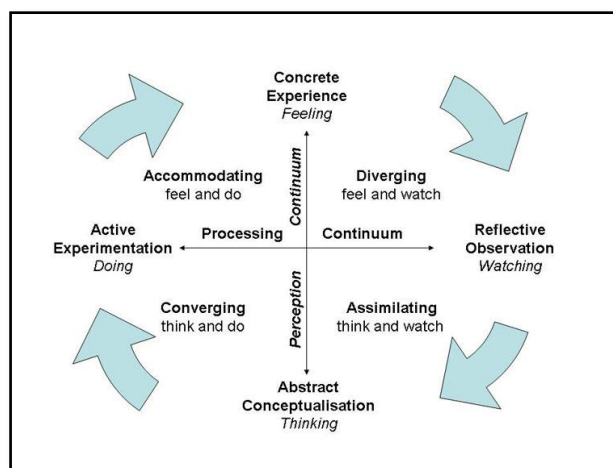 Concrete
Experience
Feeling
Accommodating
feel and do
Continuum
Diverging
feel and watch
Active
Experimentation
Doing
Processing
Continuum
Reflective
Observation
Watching
Converging
think and do
Perception
Assimilating
think and watch
Abstract
Conceptualisation
Thinking